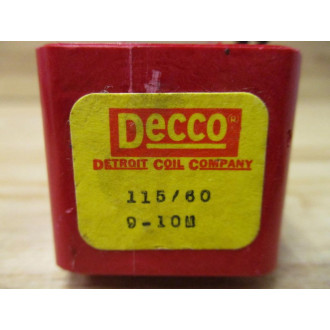 Decco®
DETROIT COIL COMPANY
115/60
9-10M